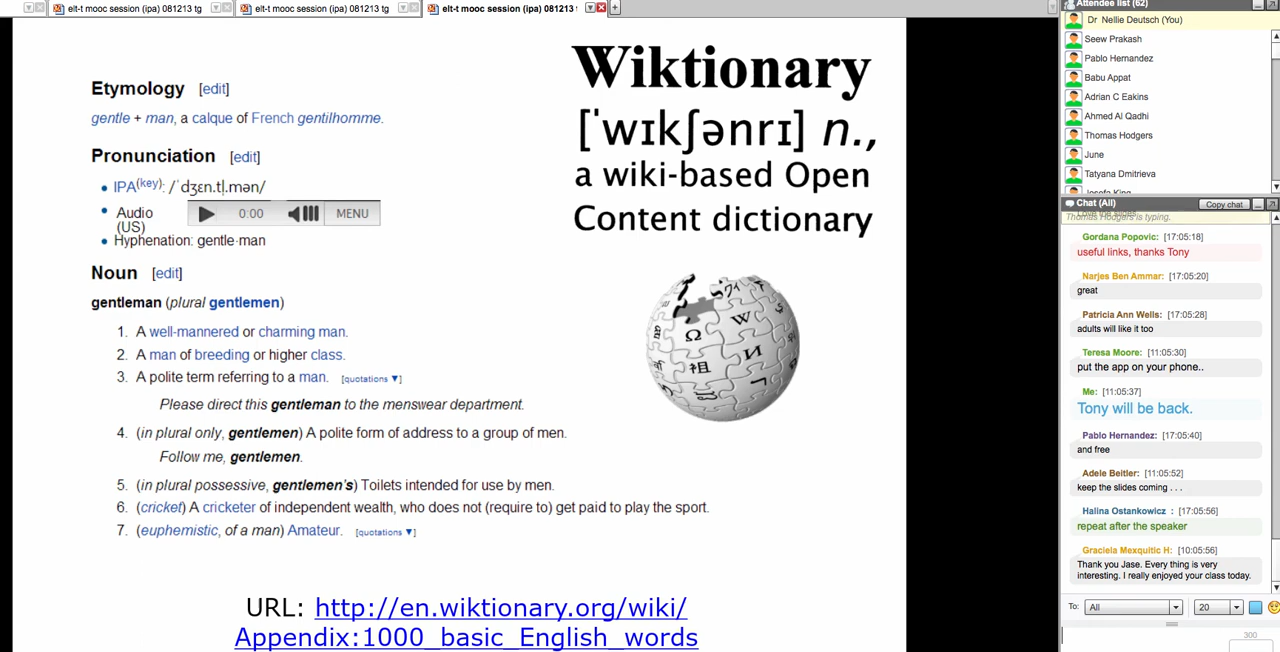 elt-t mooc session (ipa) 081213 tg
elt-t mooc session (ipa) 081213 tg
elt-t mooc session (ipa) 081213
Etymology [edit]
gentle + man, a calque of French gentilhomme.
Pronunciation [edit]
IPA(key): /ˈdʒɛn.tl̩.mən/
Audio
(US)
0:00
MENU
Hyphenation: gentle·man
Noun [edit]
gentleman (plural gentlemen)
1. A well-mannered or charming man.
2. A man of breeding or higher class.
3. A polite term referring to a man. [quotations ▼]
Please direct this gentleman to the menswear department.
4. (in plural only, gentlemen) A polite form of address to a group of men.
Follow me, gentlemen.
5. (in plural possessive, gentlemen's) Toilets intended for use by men.
6. (cricket) A cricketer of independent wealth, who does not (require to) get paid to play the sport.
7. (euphemistic, of a man) Amateur. [quotations ▼]
Wiktionary
[ˈwɪkʃənrɪ] n.,
a wiki-based Open
Content dictionary
Ω
W
И
祖
URL: http://en.wiktionary.org/wiki/
Appendix:1000_basic_English_words
Attendee list (62)
Dr Nellie Deutsch (You)
Seew Prakash
Pablo Hernandez
Babu Appat
Adrian C Eakins
Ahmed Al Qadhi
Thomas Hodgers
June
Tatyana Dmitrieva
Josefa King
Chat (All)
Copy chat
Love the slides
Thomas Hodgers is typing.
Gordana Popovic: [17:05:18]
useful links, thanks Tony
Narjes Ben Ammar: [17:05:20]
great
Patricia Ann Wells: [17:05:28]
adults will like it too
Teresa Moore: [11:05:30]
put the app on your phone..
Me: [11:05:37]
Tony will be back.
Pablo Hernandez: [17:05:40]
and free
Adele Beitler: [11:05:52]
keep the slides coming . . .
Halina Ostankowicz : [17:05:56]
repeat after the speaker
Graciela Mexquitic H: [10:05:56]
Thank you Jase. Every thing is very
interesting. I really enjoyed your class today.
To: All
20
300